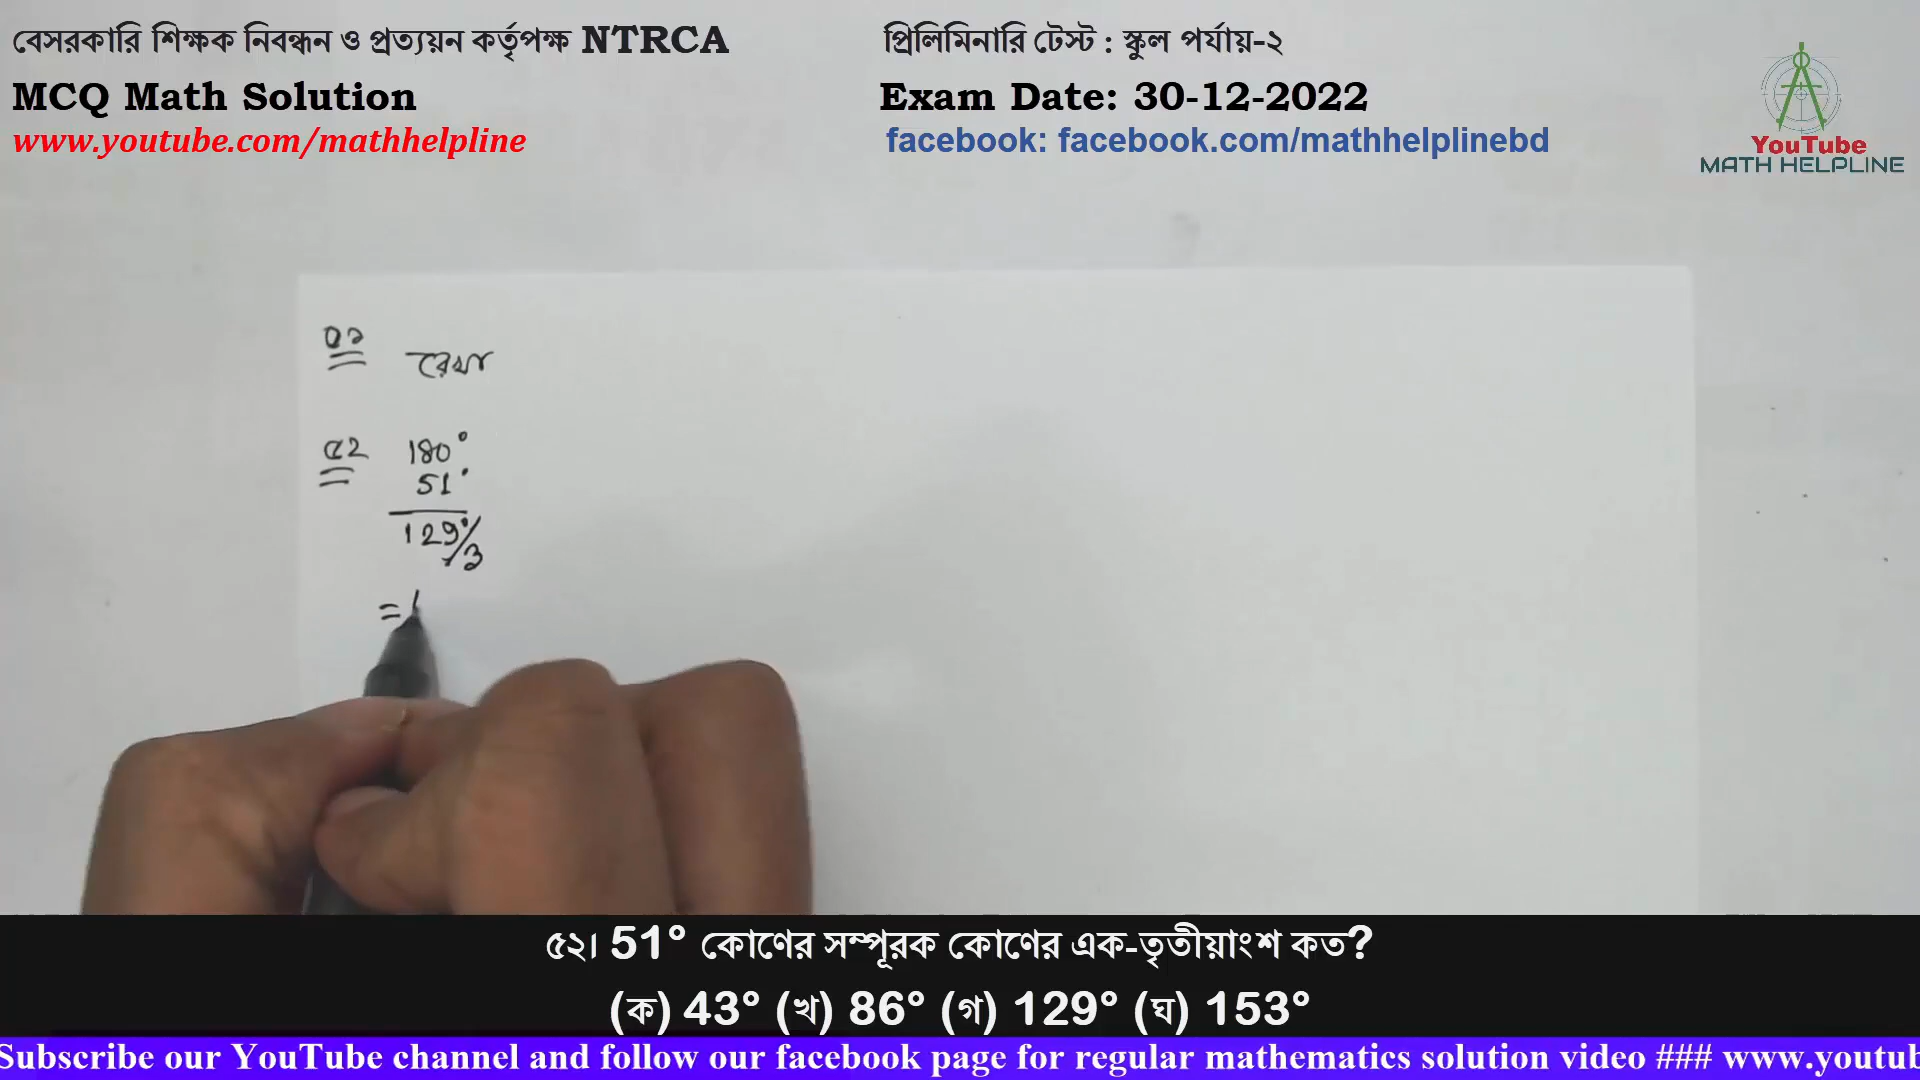 বেসরকারি শিক্ষক নিবন্ধন ও প্রত্যয়ন কর্তৃপক্ষ NTRCA
প্রিলিমিনারি টেস্ট : স্কুল পর্যায়-২
MCQ Math Solution
Exam Date: 30-12-2022
www.youtube.com/mathhelpline
facebook: facebook.com/mathhelplinebd
YouTube
MATH HELPLINE
৫১ রেখা
৫২ 180°
51°
129°/3
=
৫২। 51° কোণের সম্পূরক কোণের এক-তৃতীয়াংশ কত?
(ক) 43° (খ) 86° (গ) 129° (ঘ) 153°
Subscribe our YouTube channel and follow our facebook page for regular mathematics solution video ### www.youtub